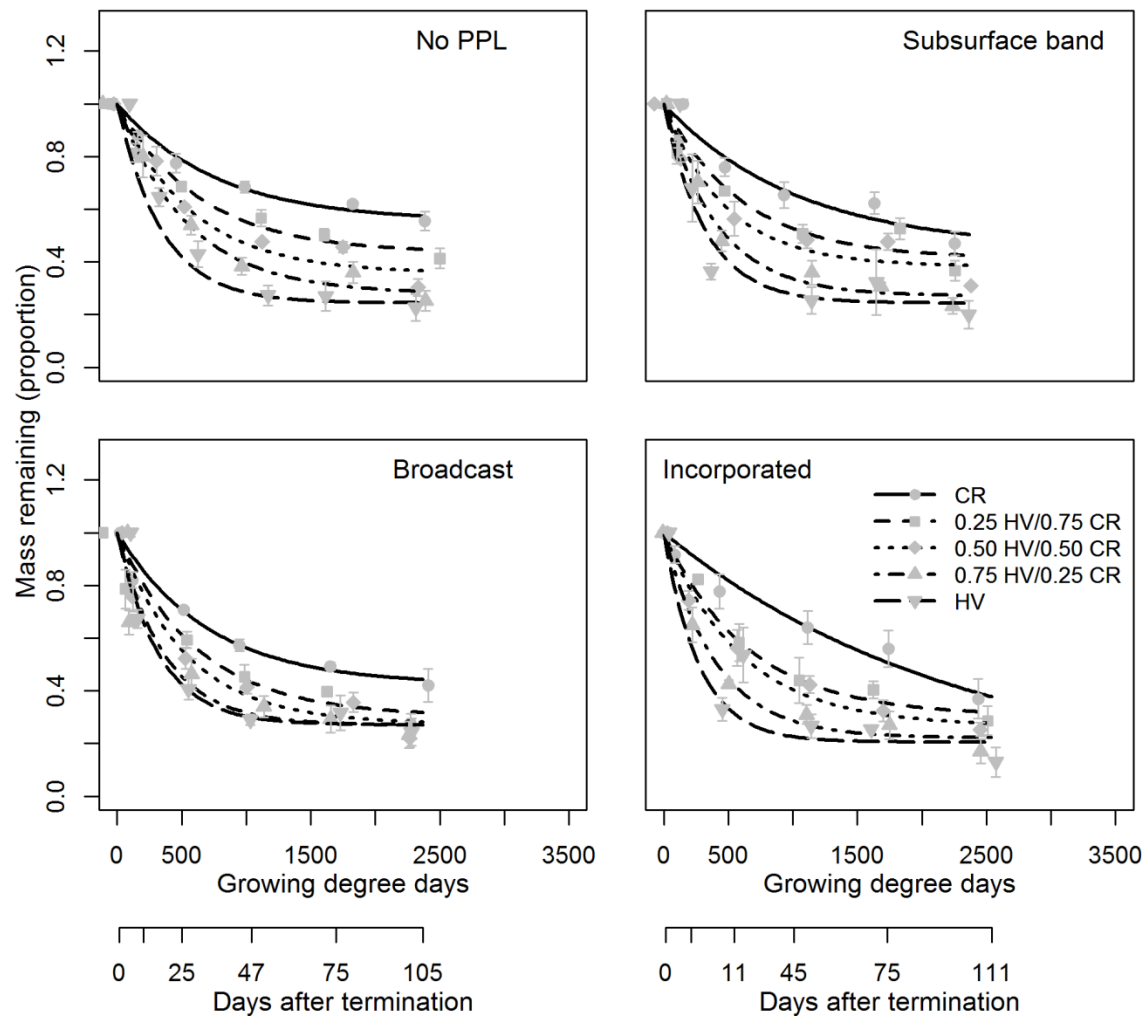 No PPL
Subsurface band
1.2
0.8
0.4
0.0
Mass remaining (proportion)
Broadcast
Incorporated
CR
0.25 HV/0.75 CR
0.50 HV/0.50 CR
0.75 HV/0.25 CR
HV
1.2
0.8
0.4
0.0
0 500 1500 2500 3500
Growing degree days
0 500 1500 2500 3500
Growing degree days
0 25 47 75 105
Days after termination
0 11 45 75 111
Days after termination